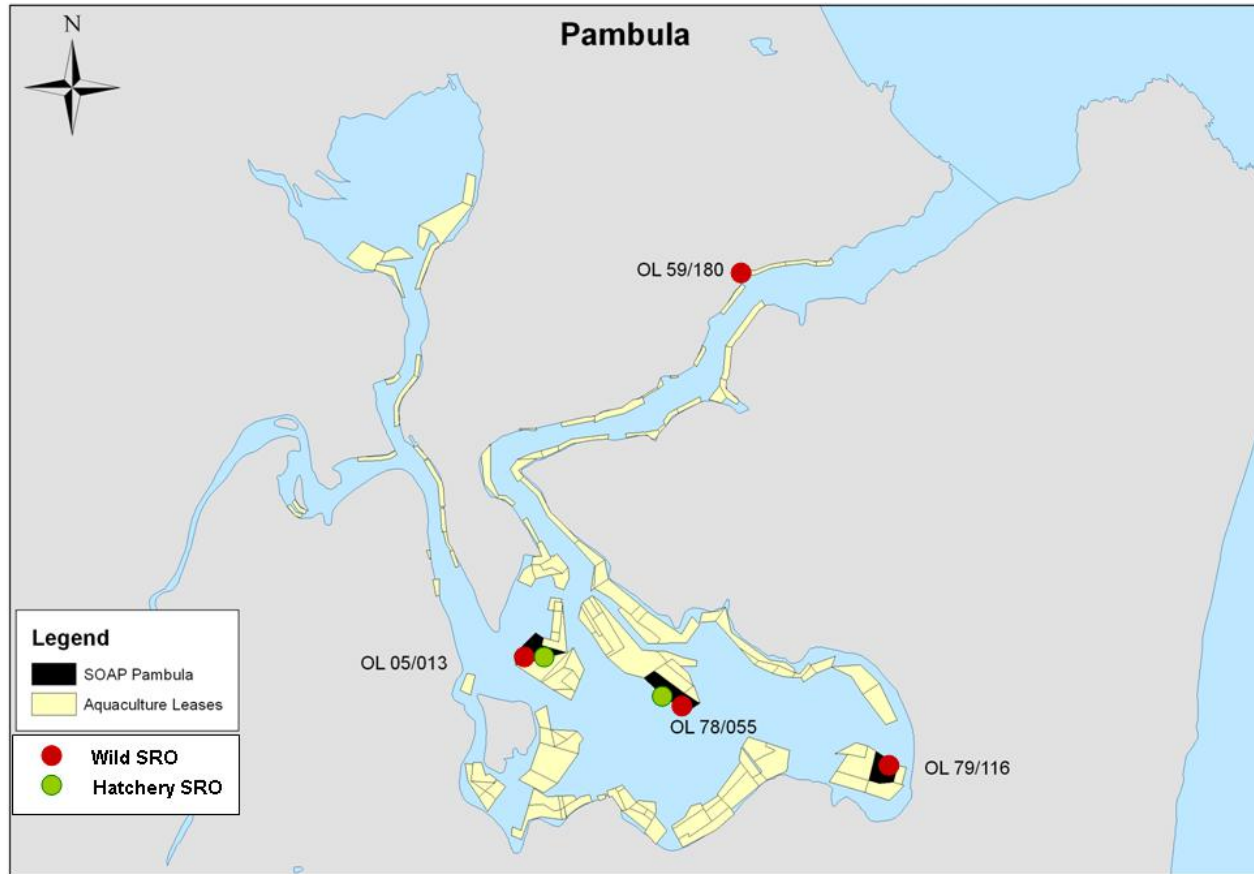 Pambula
N
OL 59/180
OL 05/013
OL 78/055
OL 79/116
Legend
SOAP Pambula
Aquaculture Leases
Wild SRO
Hatchery SRO